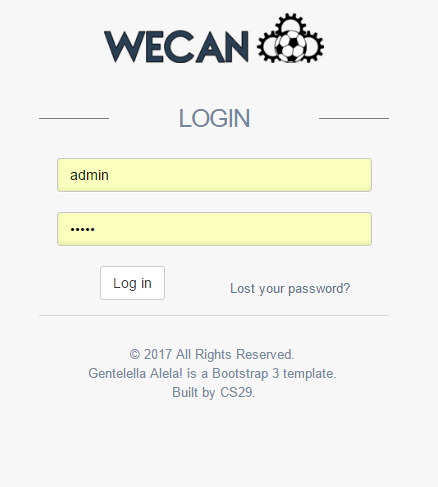 WECAN
LOGIN
admin
•••••
Log in
Lost your password?
© 2017 All Rights Reserved.
Gentelella Alela! is a Bootstrap 3 template.
Built by CS29.